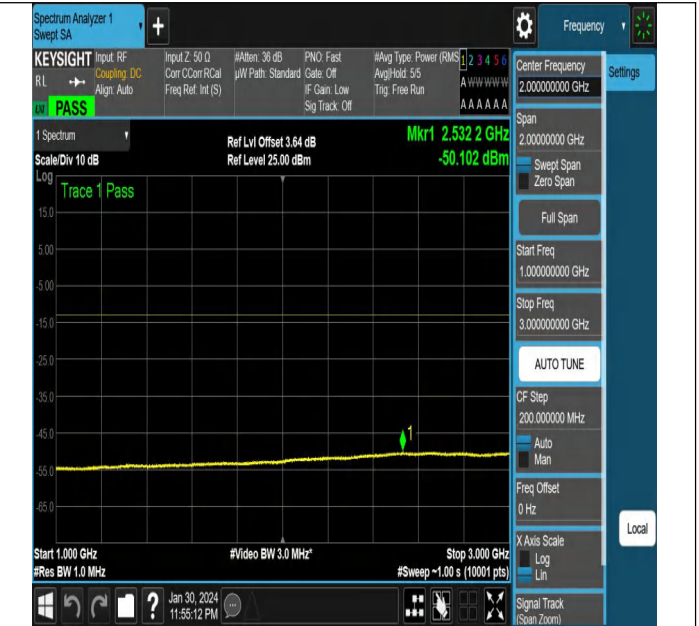 Spectrum Analyzer 1
Swept SA
+
Frequency
KEYSIGHT
Input: RF
Coupling: DC
Align: Auto
RL
LXI
PASS
Input Z: 50 Ω
Corr CCorr RCal
Freq Ref: Int (S)
#Atten: 36 dB
µW Path: Standard
PNO: Fast
Gate: Off
IF Gain: Low
Sig Track: Off
#Avg Type: Power (RMS
Avg|Hold: 5/5
Trig: Free Run
1 2 3 4 5 6
A W W W W W
A A A A A A
1 Spectrum
Scale/Div 10 dB
Ref Lvl Offset 3.64 dB
Ref Level 25.00 dBm
Mkr1 2.532 2 GHz
-50.102 dBm
Log
Trace 1 Pass
15.0
5.00
-5.00
-15.0
-25.0
-35.0
-45.0
-55.0
-65.0
1
Start 1.000 GHz
#Res BW 1.0 MHz
#Video BW 3.0 MHz*
Stop 3.000 GHz
#Sweep ~1.00 s (10001 pts)
?
Jan 30, 2024
11:55:12 PM
Center Frequency
2.000000000 GHz
Settings
Span
2.00000000 GHz
Swept Span
Zero Span
Full Span
Start Freq
1.000000000 GHz
Stop Freq
3.000000000 GHz
AUTO TUNE
CF Step
200.000000 MHz
Auto
Man
Freq Offset
0 Hz
X Axis Scale
Log
Lin
Local
Signal Track
(Span Zoom)